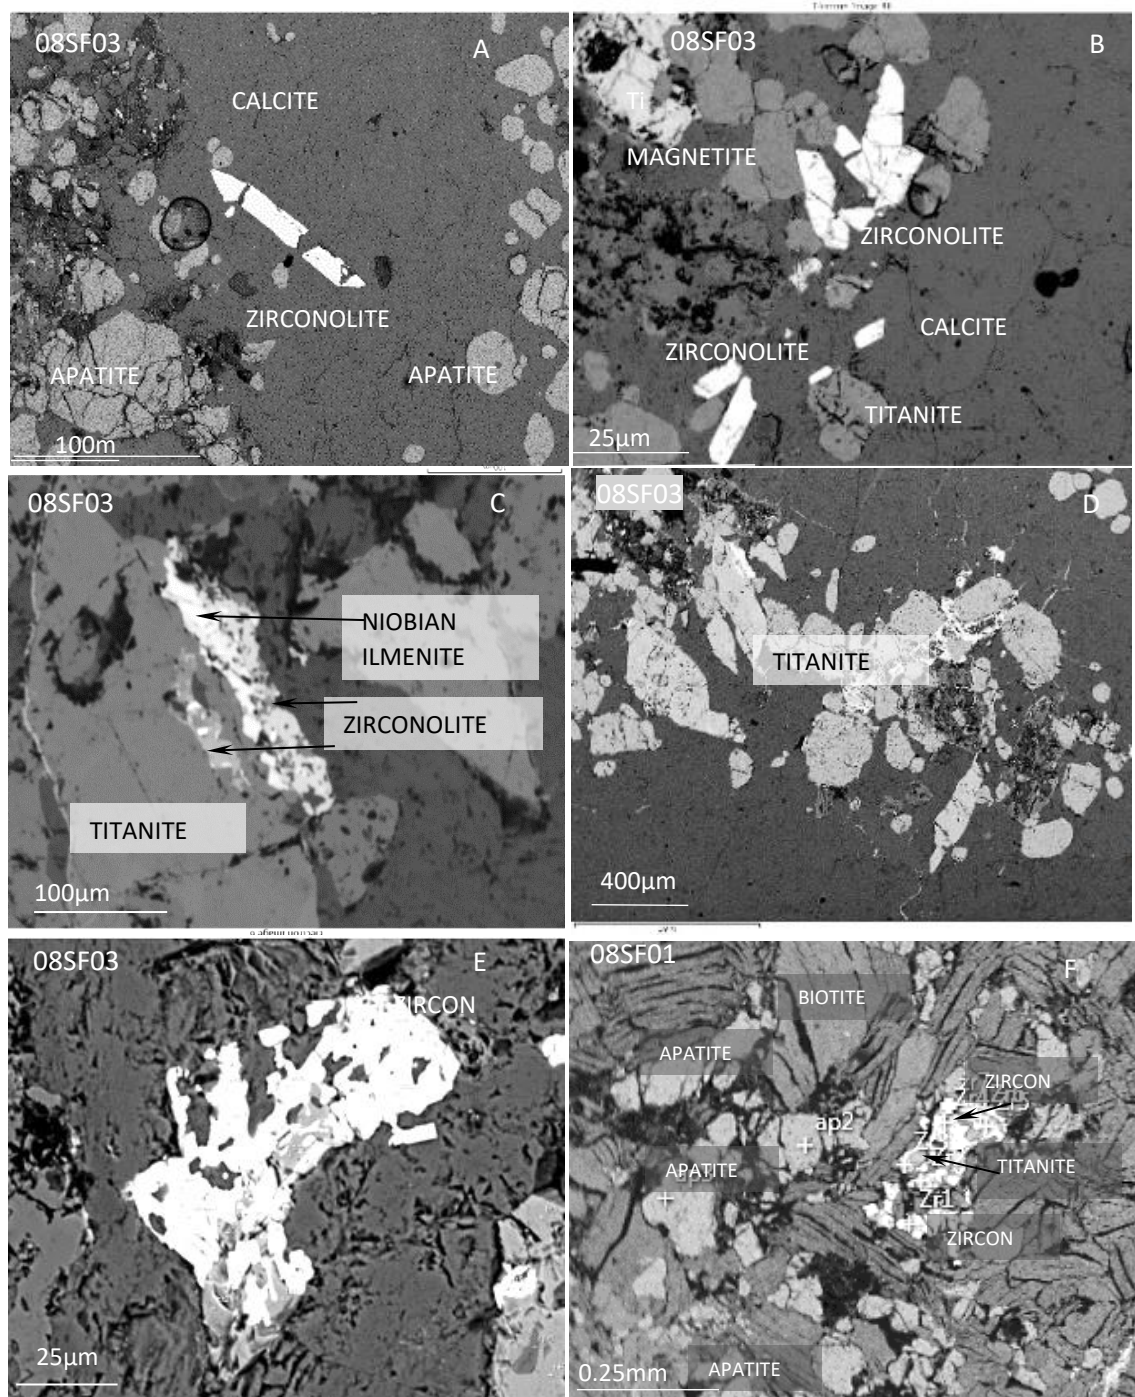 08SF03
A
CALCITE
ZIRCONOLITE
APATITE
APATITE
100m
08SF03
B
Ti
MAGNETITE
ZIRCONOLITE
CALCITE
ZIRCONOLITE
TITANITE
25µm
08SF03
C
NIOBIAN
ILMENITE
ZIRCONOLITE
TITANITE
100µm
08SF03
D
TITANITE
400µm
08SF03
E
ZIRCON
25µm
08SF01
F
BIOTITE
APATITE
ZIRCON
ap2
APATITE
TITANITE
Zr1
ZIRCON
0.25mm
APATITE